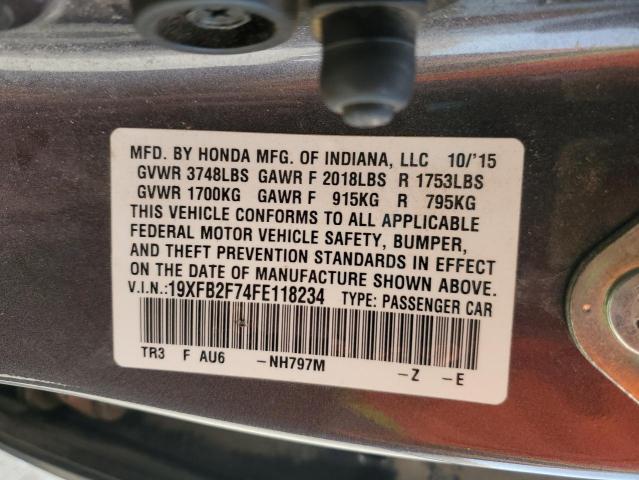 MFD. BY HONDA MFG. OF INDIANA, LLC 10/'15
GVWR 3748LBS GAWR F 2018LBS R 1753LBS
GVWR 1700KG GAWR F 915KG R 795KG
THIS VEHICLE CONFORMS TO ALL APPLICABLE
FEDERAL MOTOR VEHICLE SAFETY, BUMPER,
AND THEFT PREVENTION STANDARDS IN EFFECT
ON THE DATE OF MANUFACTURE SHOWN ABOVE.
V.I.N.:19XFB2F74FE118234 TYPE: PASSENGER CAR
TR3 F AU6 -NH797M -Z -E